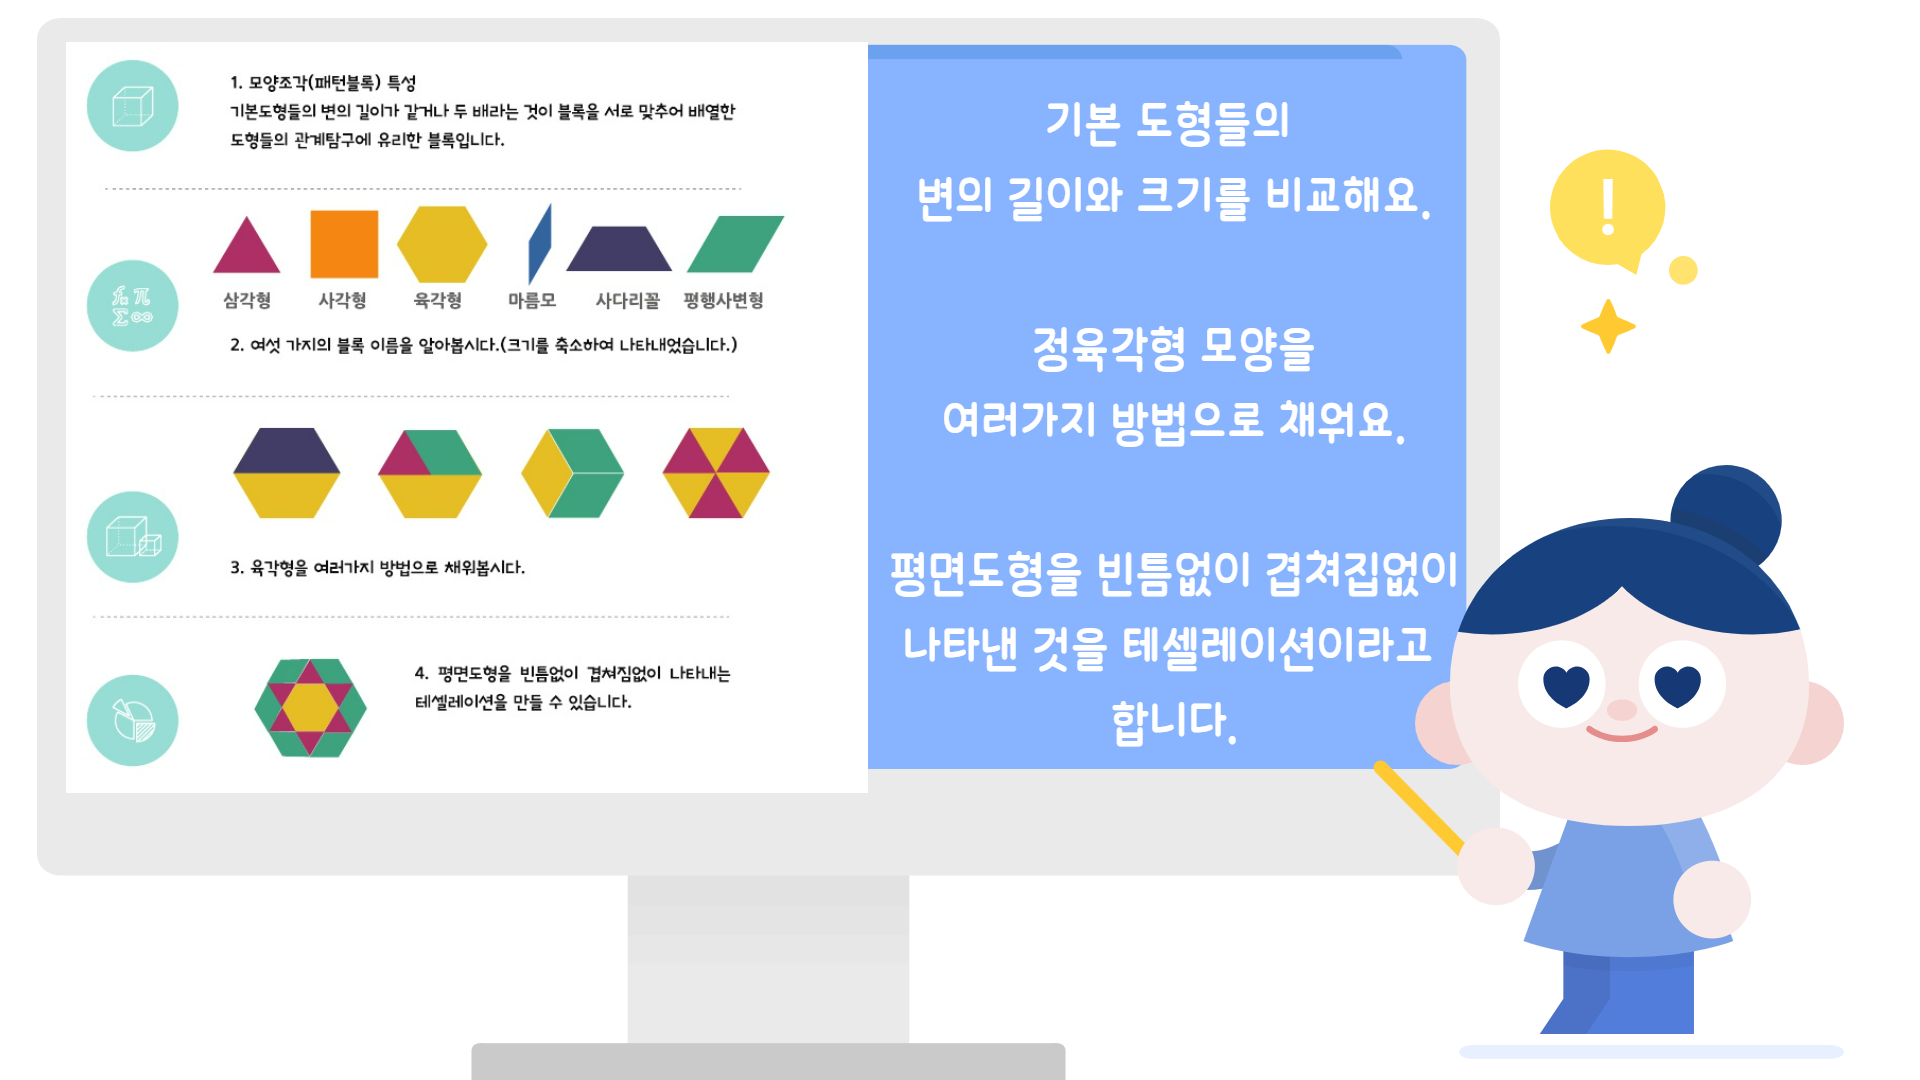 1. 모양조각(패턴블록) 특성
기본도형들의 변의 길이가 같거나 두 배라는 것이 블록을 서로 맞추어 배열한
도형들의 관계탐구에 유리한 블록입니다.
삼각형 사각형 육각형 마름모 사다리꼴 평행사변형
2. 여섯 가지의 블록 이름을 알아봅시다.(크기를 축소하여 나타내었습니다.)
3. 육각형을 여러가지 방법으로 채워봅시다.
4. 평면도형을 빈틈없이 겹쳐짐없이 나타내는
테셀레이션을 만들 수 있습니다.
fx π
Σ ∞
기본 도형들의
변의 길이와 크기를 비교해요.
정육각형 모양을
여러가지 방법으로 채워요.
평면도형을 빈틈없이 겹쳐집없이
나타낸 것을 테셀레이션이라고
합니다.
!